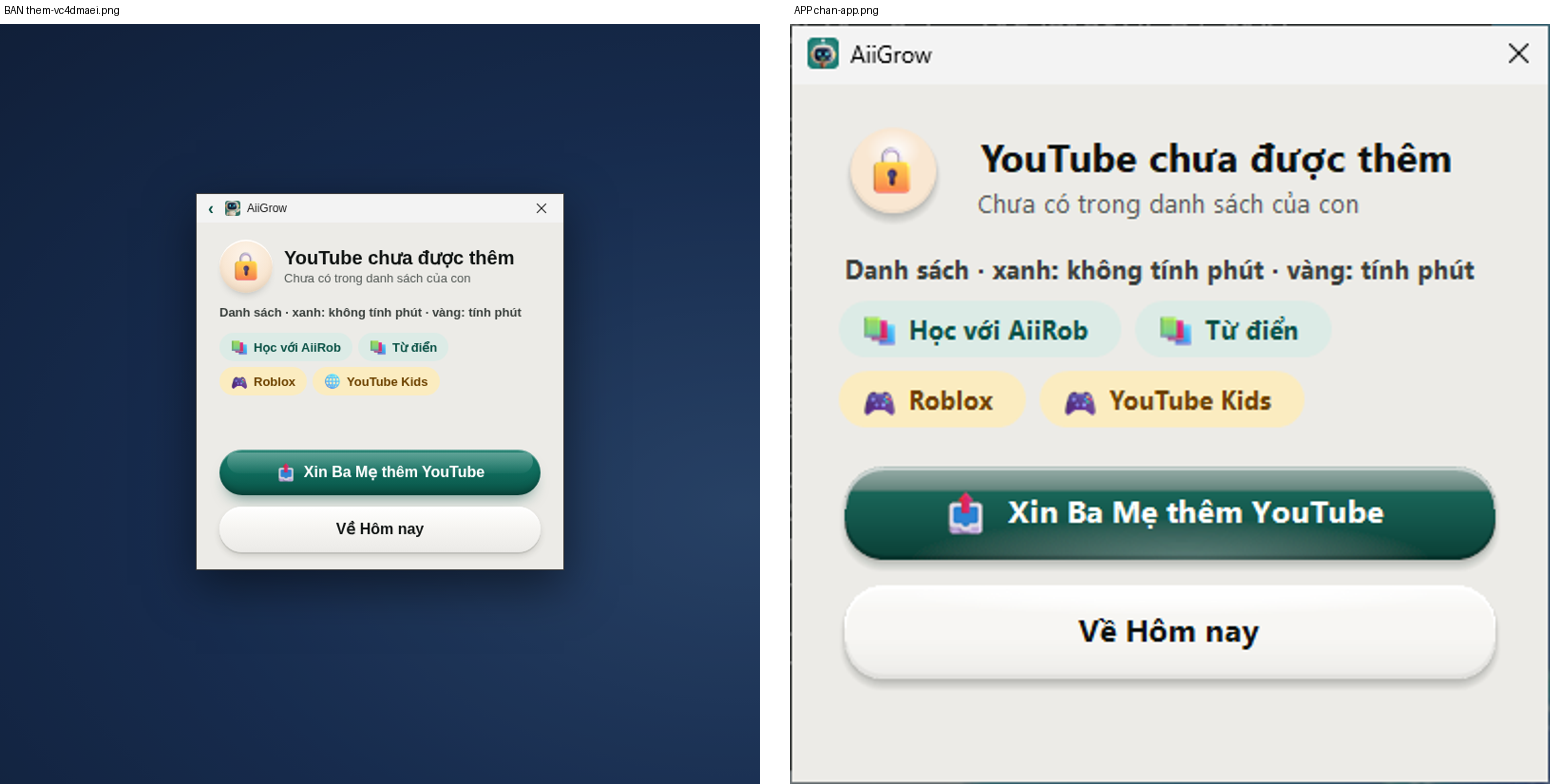 BAN them-vc4dmaei.png
‹ AiiGrow
YouTube chưa được thêm
Chưa có trong danh sách của con
Danh sách · xanh: không tính phút · vàng: tính phút
Học với AiiRob
Từ điển
Roblox
YouTube Kids
Xin Ba Mẹ thêm YouTube
Về Hôm nay
APP chan-app.png
AiiGrow
YouTube chưa được thêm
Chưa có trong danh sách của con
Danh sách · xanh: không tính phút · vàng: tính phút
Học với AiiRob
Từ điển
Roblox
YouTube Kids
Xin Ba Mẹ thêm YouTube
Về Hôm nay